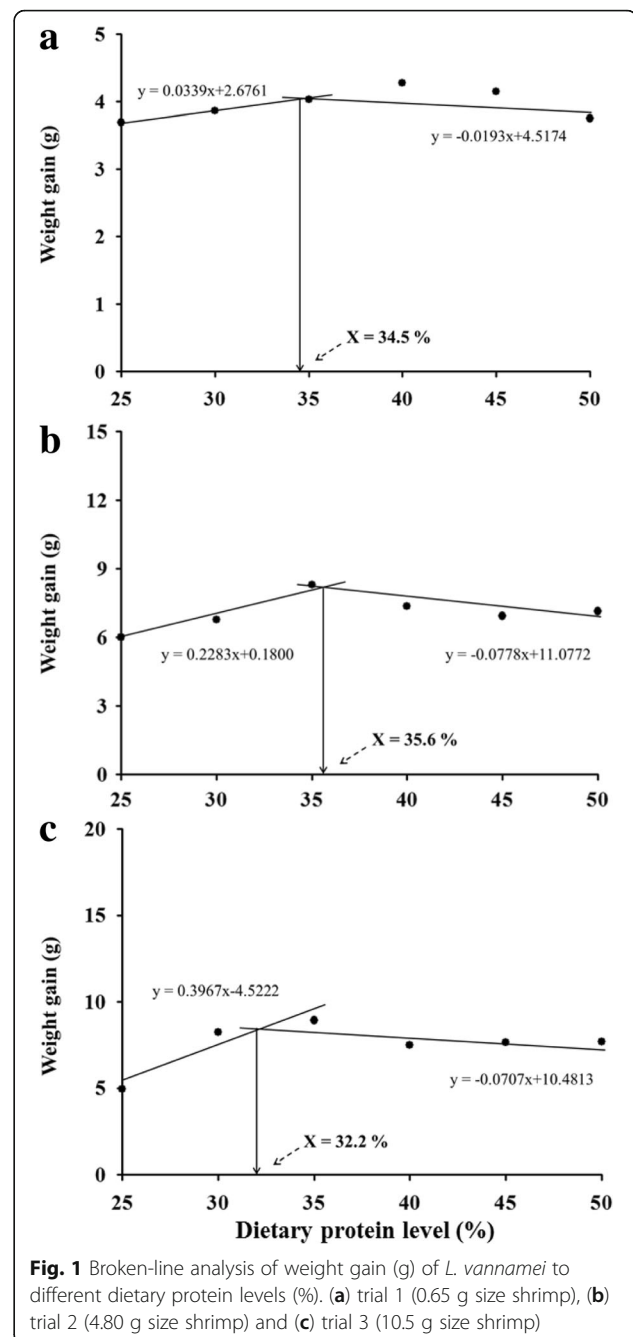 a
5
4
3
2
1
0
Weight gain (g)
y = 0.0339x+2.6761
y = -0.0193x+4.5174
X = 34.5 %
25 30 35 40 45 50
b
15
12
9
6
3
0
Weight gain (g)
y = 0.2283x+0.1800
y = -0.0778x+11.0772
X = 35.6 %
25 30 35 40 45 50
c
20
15
10
5
0
Weight gain (g)
y = 0.3967x-4.5222
y = -0.0707x+10.4813
X = 32.2 %
25 30 35 40 45 50
Dietary protein level (%)
Fig. 1 Broken-line analysis of weight gain (g) of L. vannamei to
different dietary protein levels (%). (a) trial 1 (0.65 g size shrimp), (b)
trial 2 (4.80 g size shrimp) and (c) trial 3 (10.5 g size shrimp)